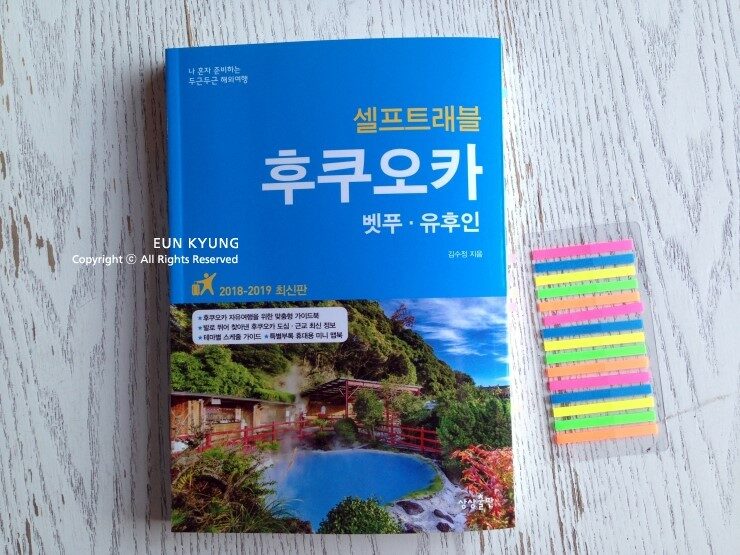 나 혼자 준비하는
두근두근 해외여행
셀프트래블
후쿠오카
벳푸 · 유후인
김수정 지음
EUN KYUNG
Copyright ⓒ All Rights Reserved
2018-2019 최신판
★후쿠오카 자유여행을 위한 맞춤형 가이드북
★발로 뛰어 찾아낸 후쿠오카 도심 · 근교 최신 정보
★테마별 스케줄 가이드 ★특별부록 휴대용 미니 맵북
상상출판